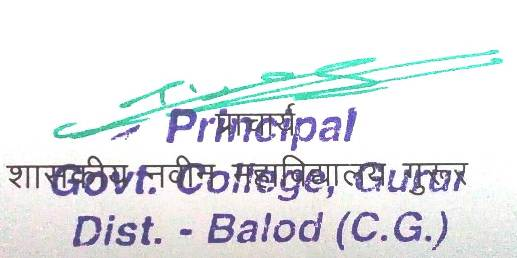 Principal
प्राचार्य
शासकीय नवीन महाविद्यालय गुरूर
Govt. College, Gurur
Dist. - Balod (C.G.)